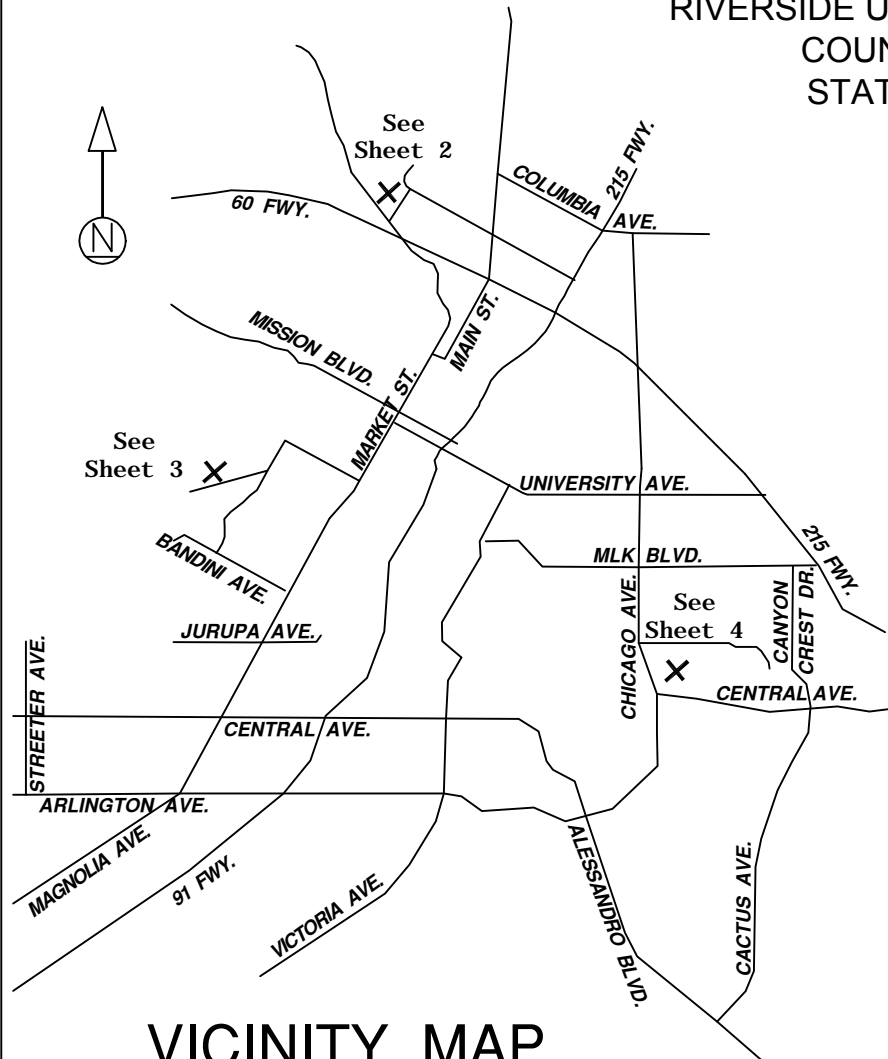 RIVERSIDE U
COUN
STAT
See
Sheet 2
215 FWY.
COLUMBIA AVE.
60 FWY.
N
MAIN ST.
MISSION BLVD.
MARKET ST.
See
Sheet 3
UNIVERSITY AVE.
BANDINI AVE.
MLK BLVD.
215 FWY.
JURUPA AVE.
See
Sheet 4
CHICAGO AVE.
CANYON
CREST DR.
STREETER AVE.
CENTRAL AVE.
CENTRAL AVE.
ARLINGTON AVE.
MAGNOLIA AVE.
91 FWY.
VICTORIA AVE.
ALESSANDRO BLVD.
CACTUS AVE.
VICINITY MAP